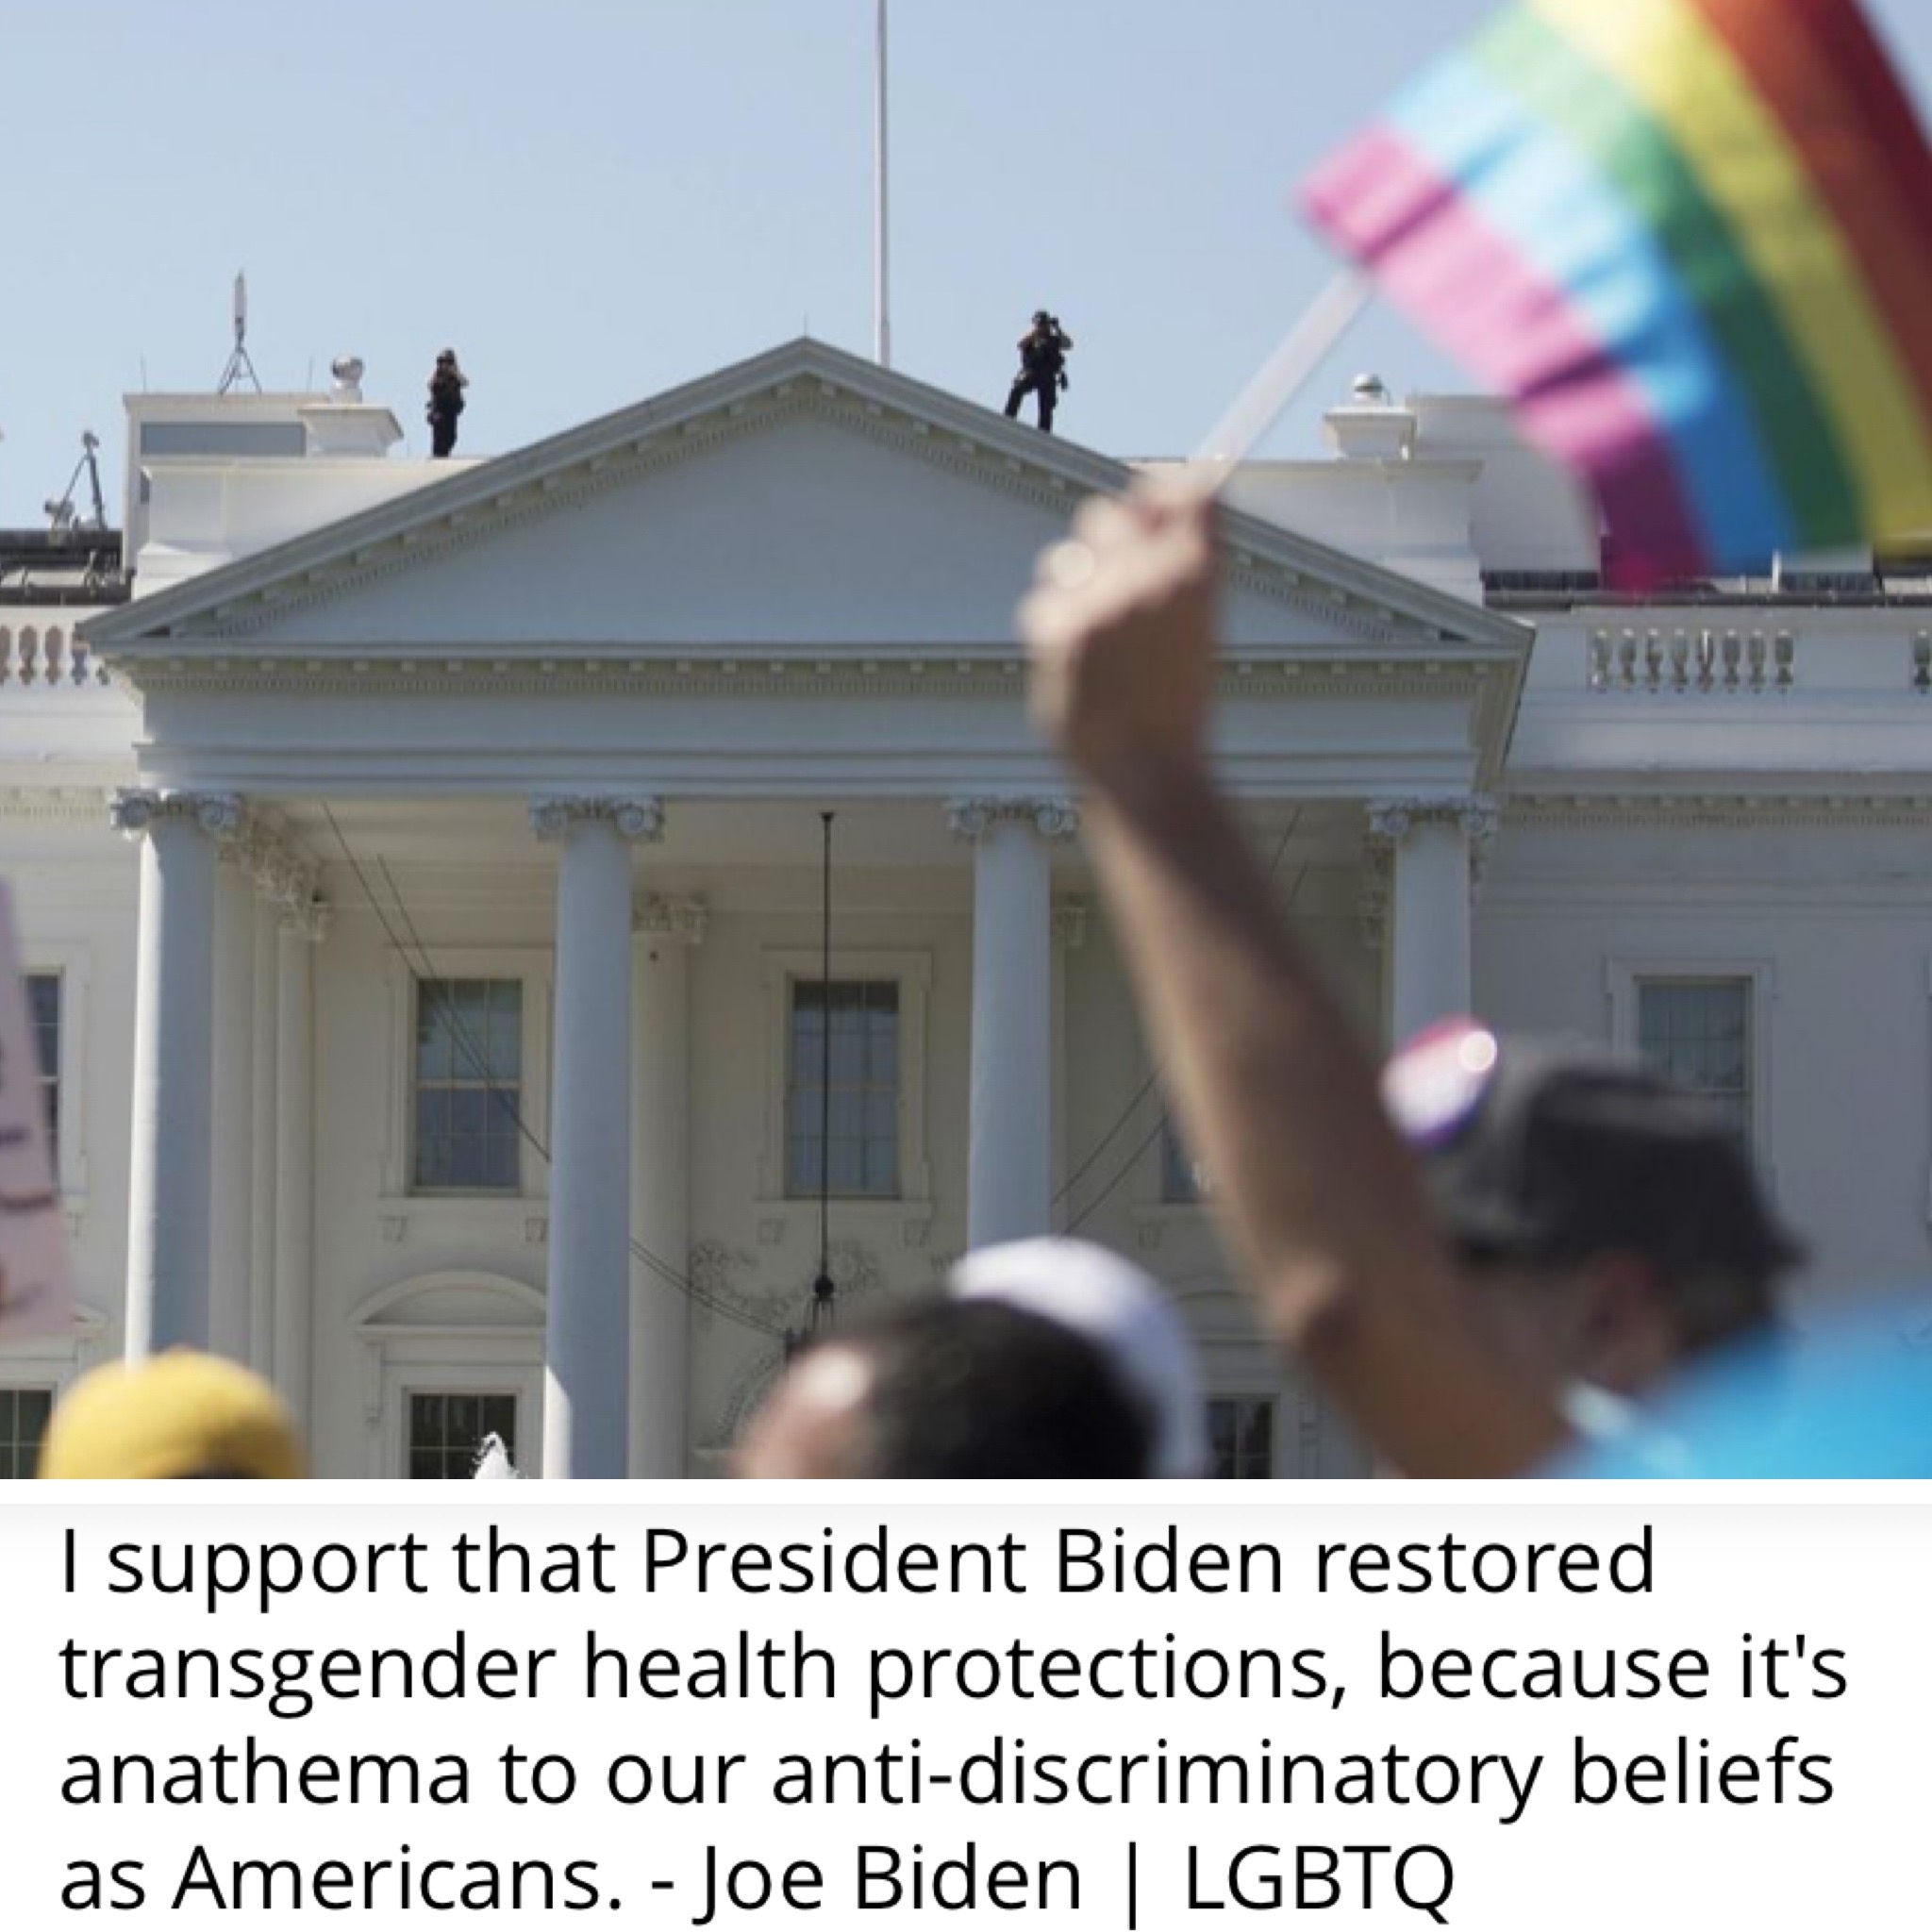 I support that President Biden restored
transgender health protections, because it's
anathema to our anti-discriminatory beliefs
as Americans. - Joe Biden | LGBTQ